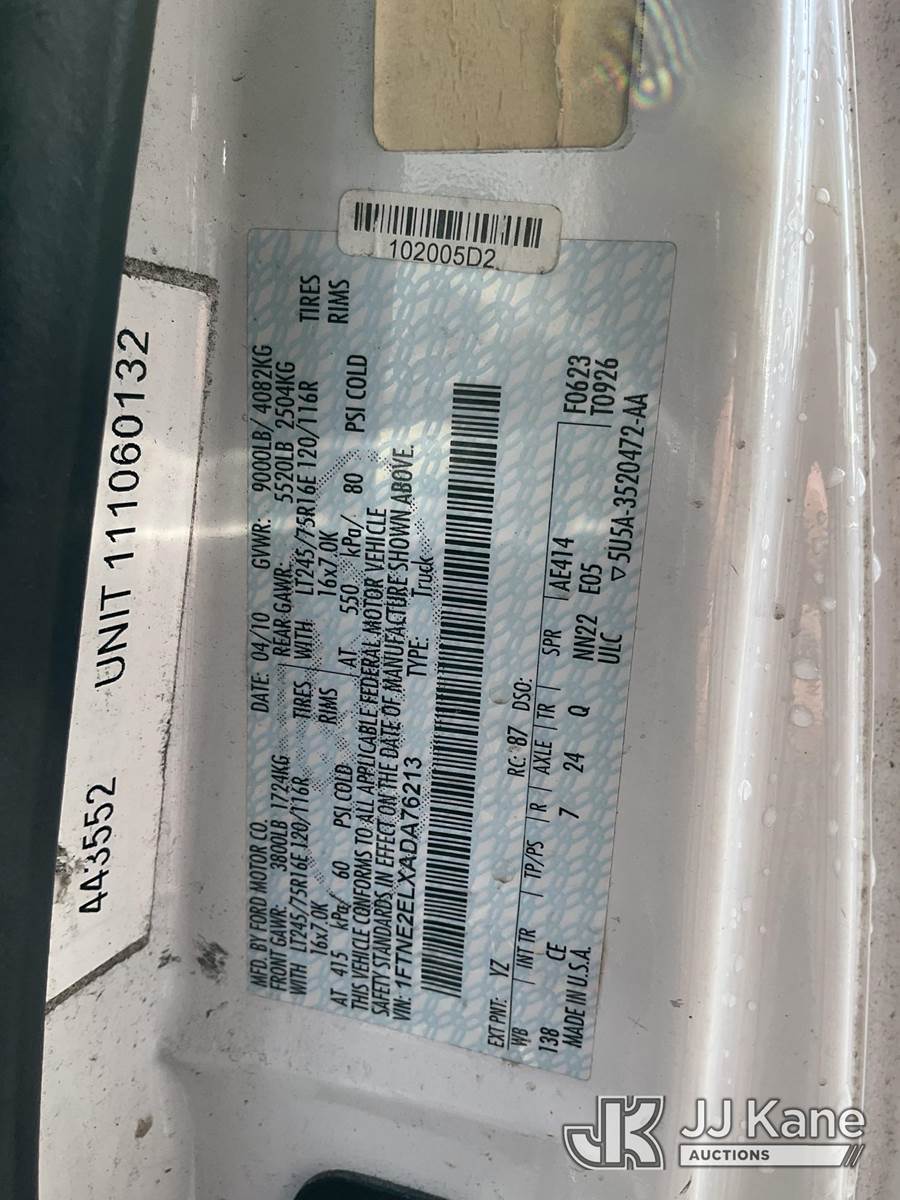 443552 UNIT 111060132
102005D2
MFD. BY FORD MOTOR CO.
DATE: 04/10 GVWR: 9000LB/ 4082KG
FRONT GAWR: 3800LB 1724KG
REAR GAWR: 5520LB 2504KG
WITH LT245/75R16E 120/116R TIRES
WITH LT245/75R16E 120/116R TIRES
16x7.0K RIMS
16x7.0K RIMS
AT 415 kPa/ 60 PSI COLD
AT 550 kPa/ 80 PSI COLD
THIS VEHICLE CONFORMS TO ALL APPLICABLE FEDERAL MOTOR VEHICLE
SAFETY STANDARDS IN EFFECT ON THE DATE OF MANUFACTURE SHOWN ABOVE.
VIN: 1FTNE2ELXADA76213 TYPE: Truck
EXT PNT: YZ RC: 87 DSO:
WB INT TR TP/PS R AXLE TR SPR AE414 F0623
138 CE 7 24 Q NN22 E05 T0926
MADE IN U.S.A. ULC ▽5U5A-3520472-AA
JK JJ Kane
AUCTIONS